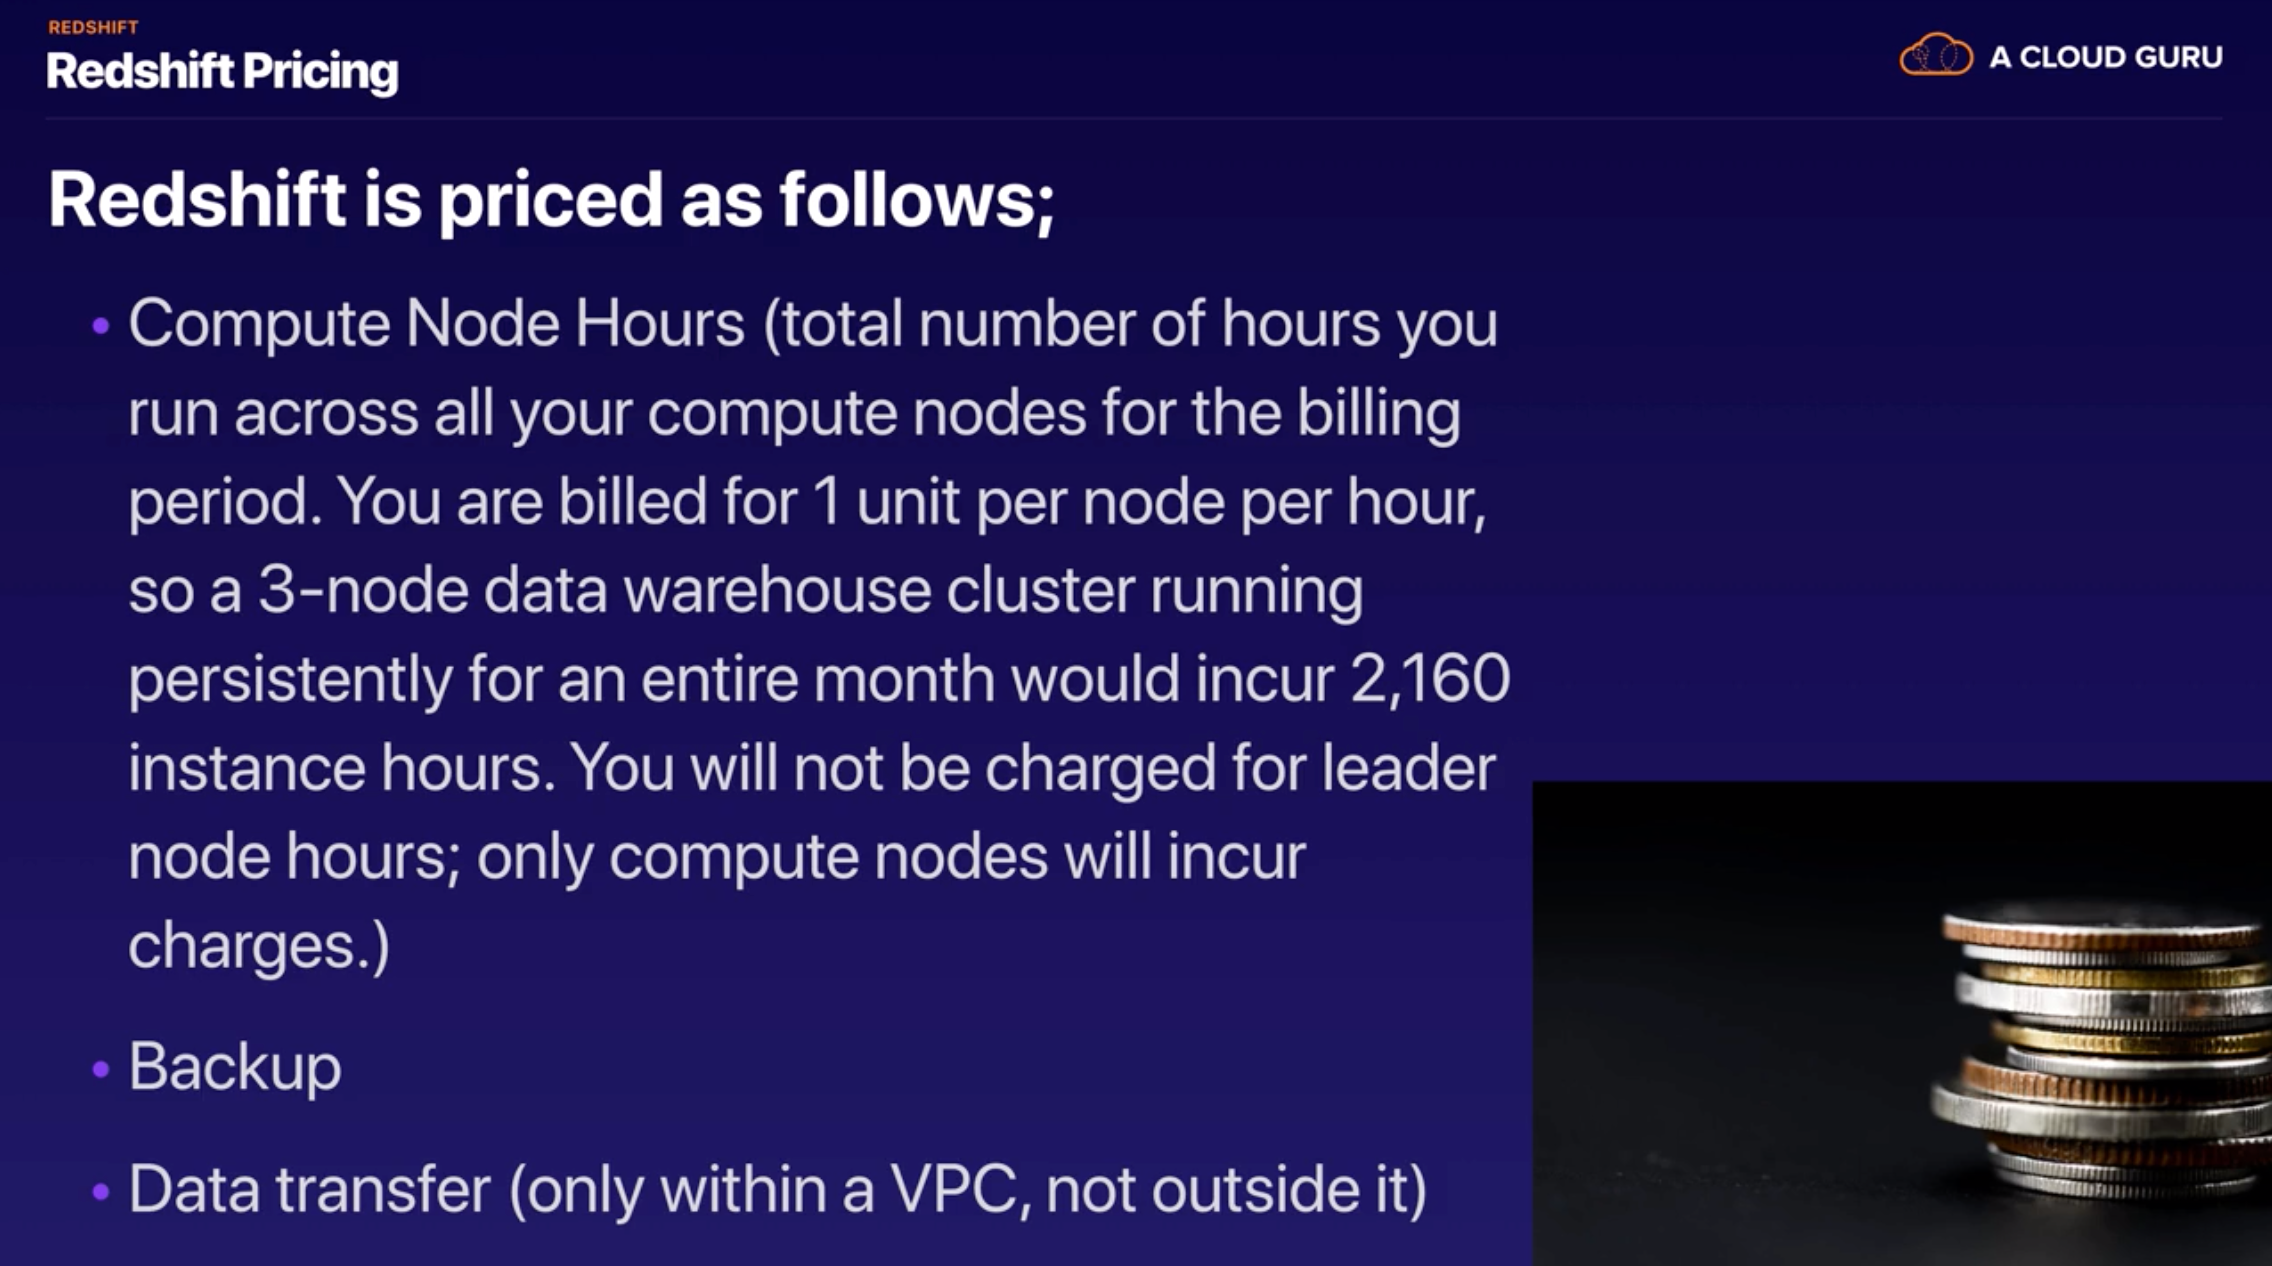 REDSHIFT
Redshift Pricing
A CLOUD GURU
Redshift is priced as follows;
• Compute Node Hours (total number of hours you
run across all your compute nodes for the billing
period. You are billed for 1 unit per node per hour,
so a 3-node data warehouse cluster running
persistently for an entire month would incur 2,160
instance hours. You will not be charged for leader
node hours; only compute nodes will incur
charges.)
• Backup
• Data transfer (only within a VPC, not outside it)